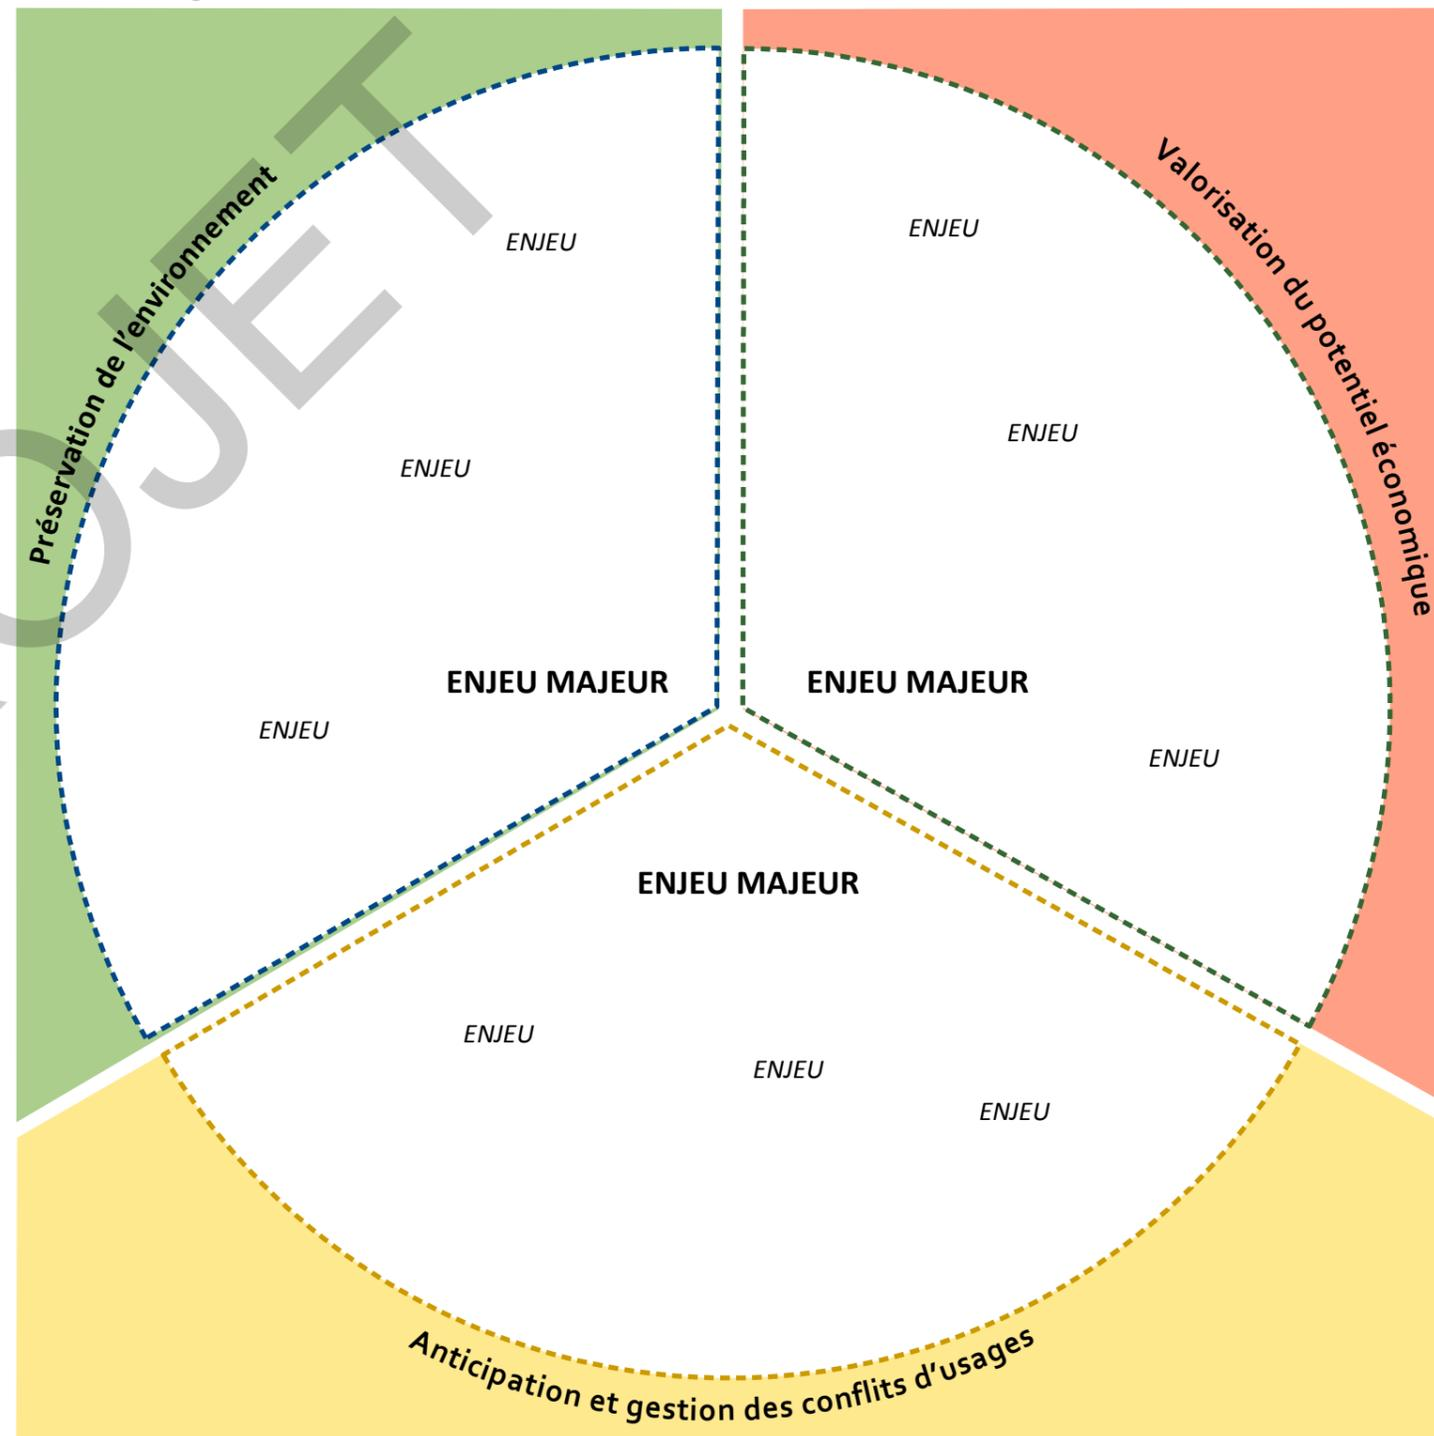 Préservation de l'environnement
ENJEU
ENJEU
ENJEU MAJEUR
ENJEU
Valorisation du potentiel économique
ENJEU
ENJEU
ENJEU MAJEUR
ENJEU
ENJEU MAJEUR
ENJEU
ENJEU
ENJEU
Anticipation et gestion des conflits d'usages
OJET